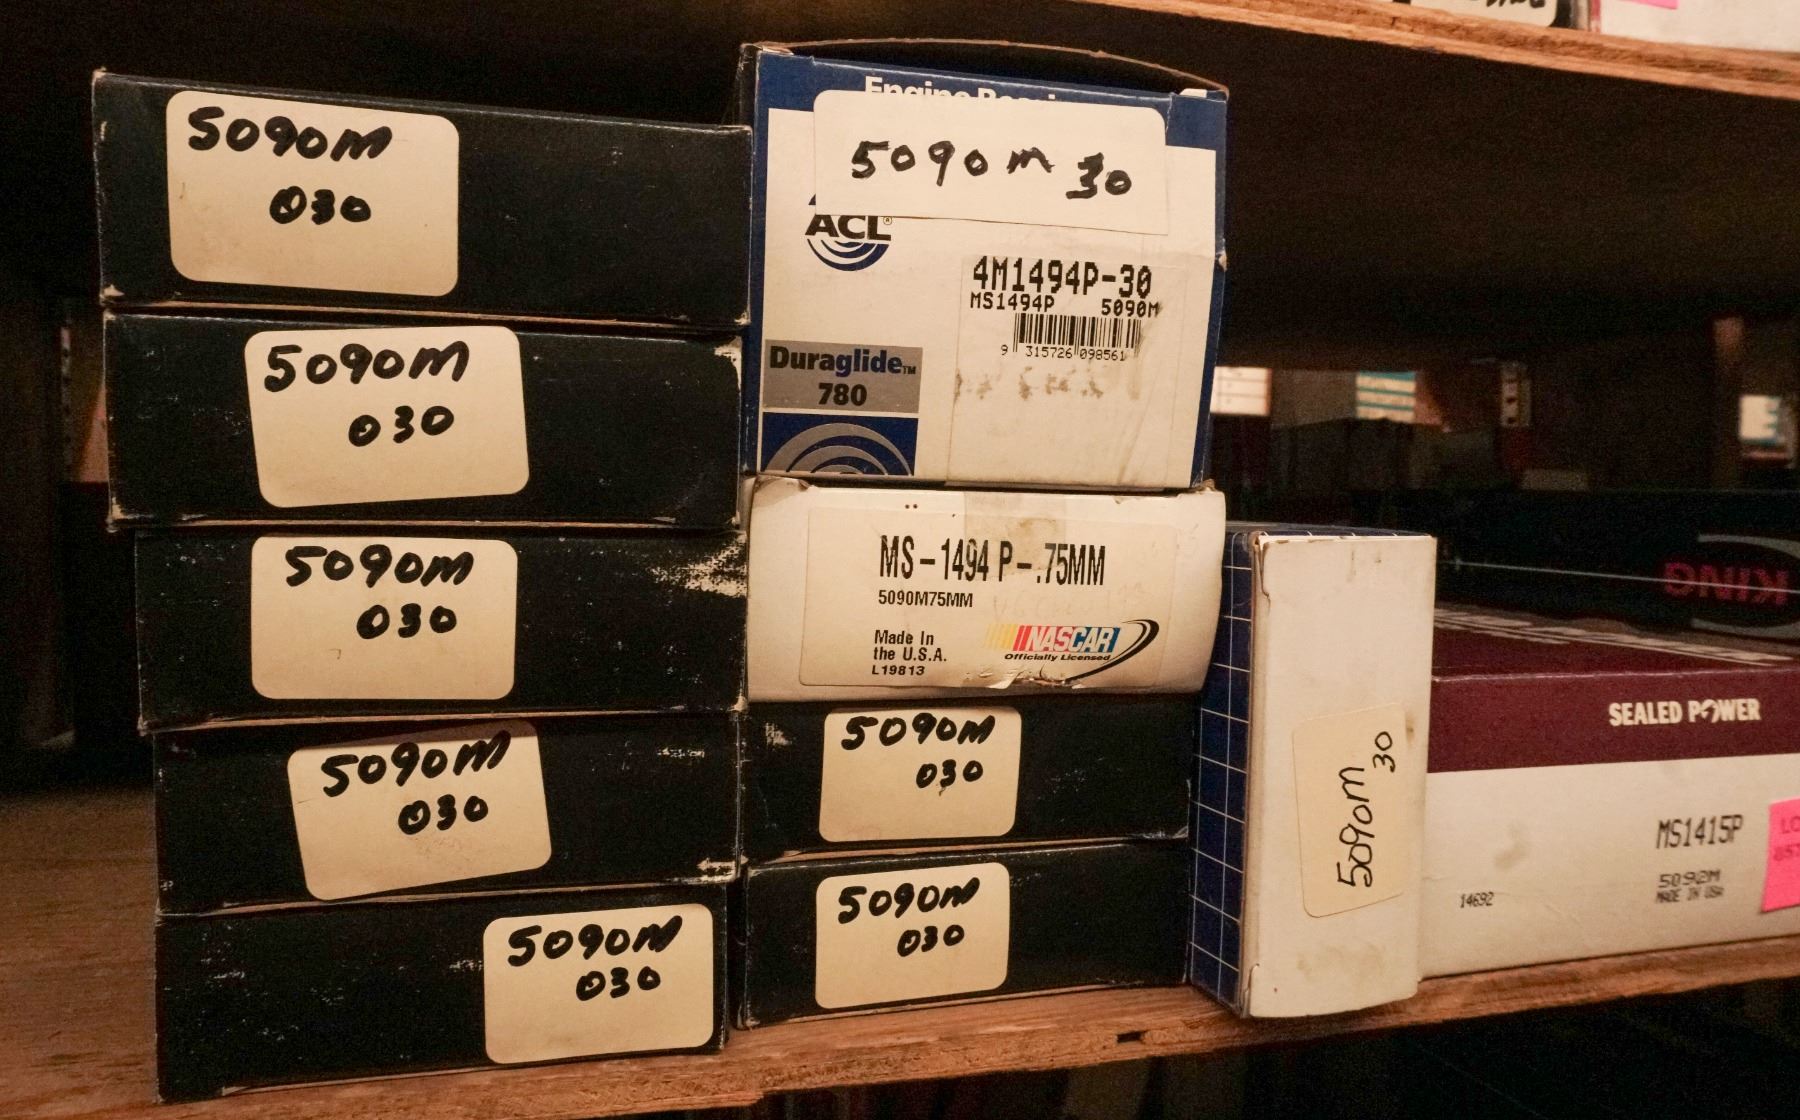 5090M
030
5090M
030
5090M
030
5090M
030
5090M
030
Engine
5090M 30
ACL®
4M1494P-30
MS1494P 5090M
9 315726 098561
Duraglide™
780
MS-1494 P-.75MM
5090M75MM
Made In
the U.S.A.
L19813
NASCAR
Officially Licensed
5090M
030
5090M
030
5090M
30
KING
SEALED POWER
MS1415P
5092M
MADE IN USA
14692